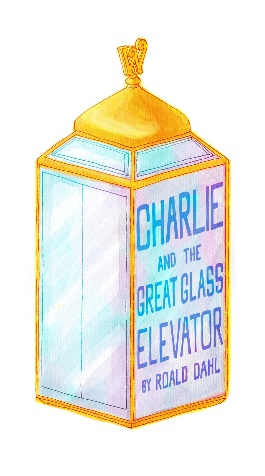 W
CHARLIE
AND THE
GREAT GLASS
ELEVATOR
BY ROALD DAHL